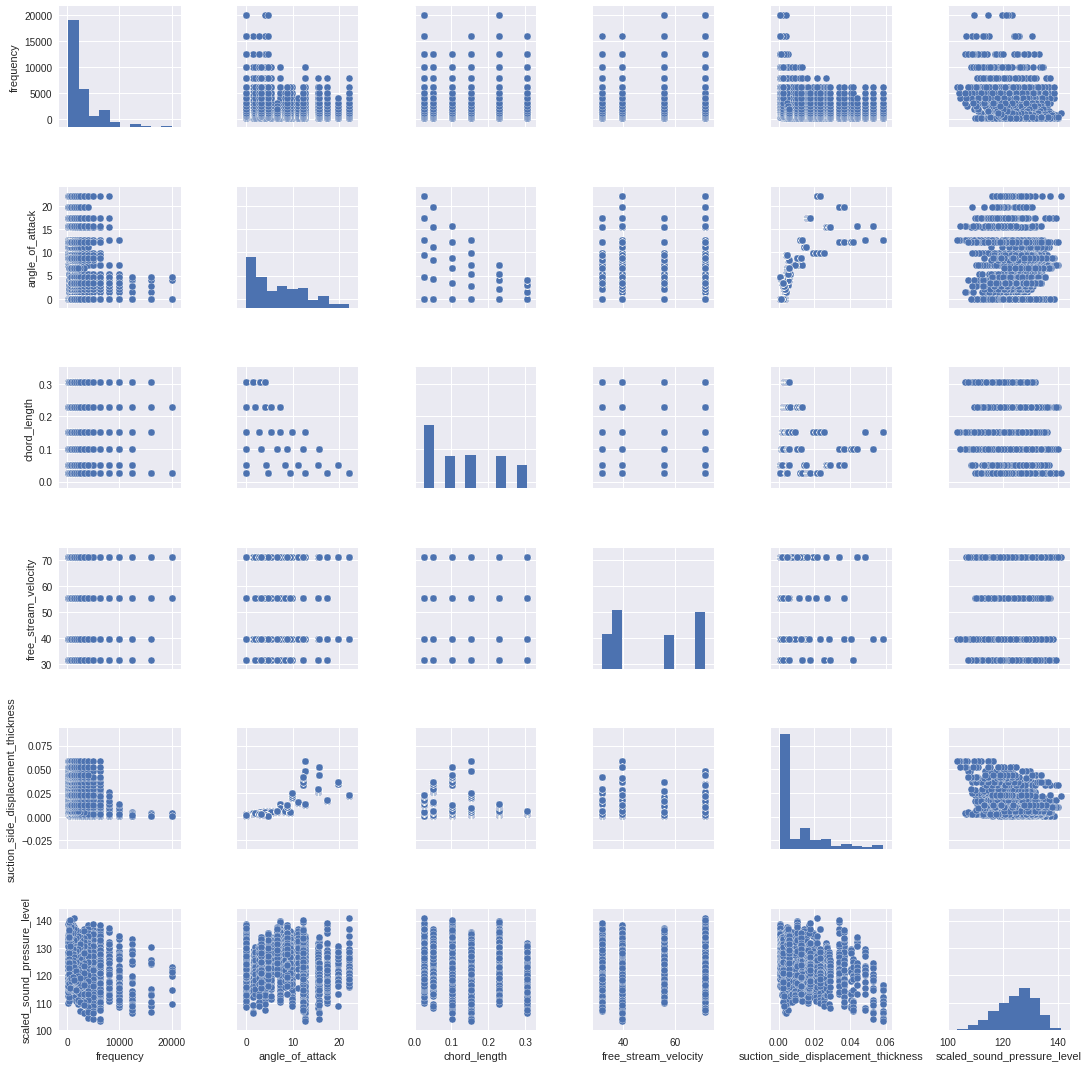 frequency
20000
15000
10000
5000
0
angle_of_attack
20
15
10
5
0
chord_length
0.3
0.2
0.1
0.0
free_stream_velocity
70
60
50
40
30
suction_side_displacement_thickness
0.075
0.050
0.025
0.000
−0.025
scaled_sound_pressure_level
140
130
120
110
100
0 10000 20000
0 10 20
0.0 0.1 0.2 0.3
40 60
0.00 0.02 0.04 0.06
100 120 140
frequency
angle_of_attack
chord_length
free_stream_velocity
suction_side_displacement_thickness
scaled_sound_pressure_level